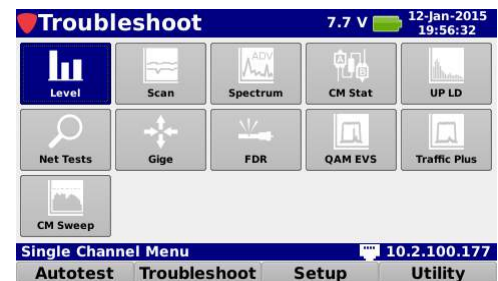 Troubleshoot 7.7 V 12-Jan-2015
19:56:32
Level Scan ADV Spectrum A B CM Stat UP LD
Net Tests Gige FDR QAM EVS Traffic Plus
CM Sweep
Single Channel Menu 10.2.100.177
Autotest Troubleshoot Setup Utility